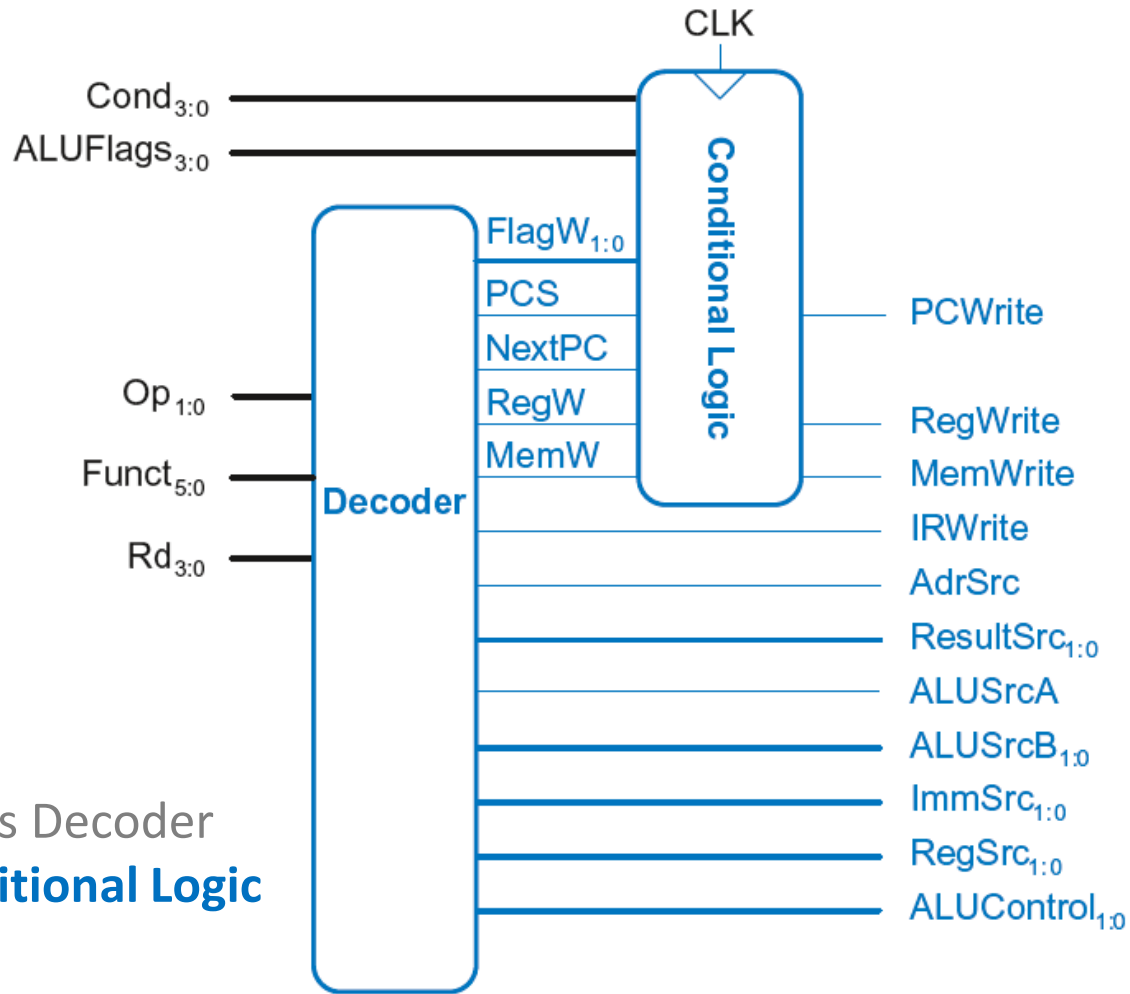 CLK
Cond3:0
ALUFlags3:0
Conditional Logic
FlagW1:0
PCS
PCWrite
NextPC
Op1:0
RegW
RegWrite
MemW
MemWrite
Funct5:0
Decoder
IRWrite
Rd3:0
AdrSrc
ResultSrc1:0
ALUSrcA
ALUSrcB1:0
ImmSrc1:0
s Decoder
RegSrc1:0
itional Logic
ALUControl1:0